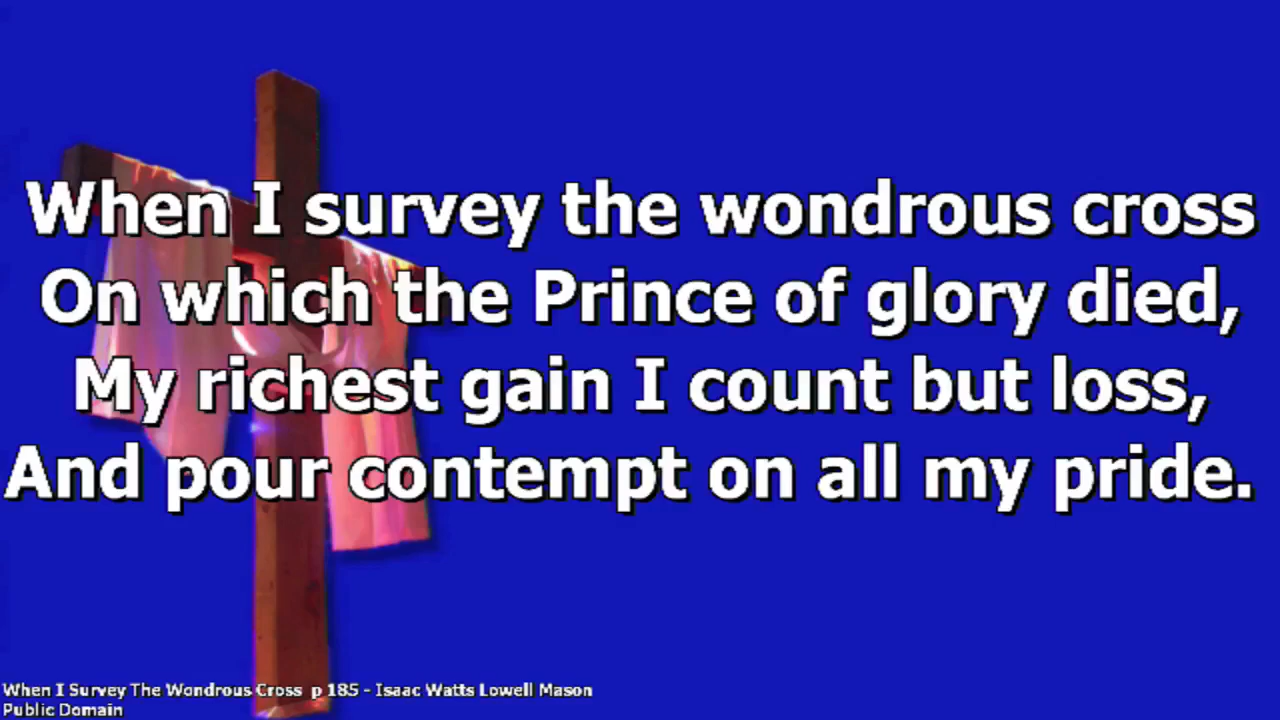 When I survey the wondrous cross
On which the Prince of glory died,
My richest gain I count but loss,
And pour contempt on all my pride.
When I Survey The Wondrous Cross p 185 - Isaac Watts Lowell Mason
Public Domain